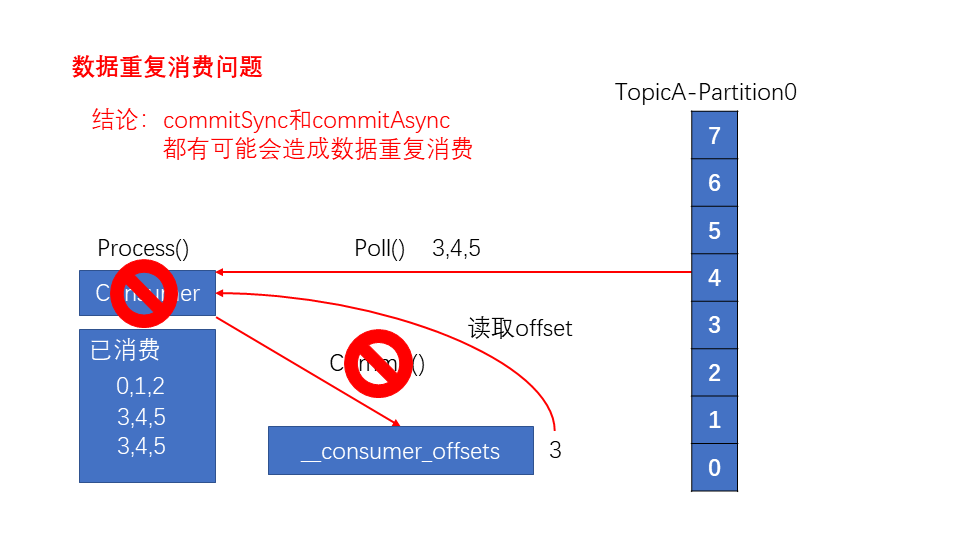 数据重复消费问题
结论：commitSync和commitAsync
都有可能会造成数据重复消费
TopicA-Partition0
7
6
5
4
3
2
1
0
Process()
Poll() 3,4,5
Consumer
读取offset
已消费
0,1,2
3,4,5
3,4,5
Commit()
__consumer_offsets
3